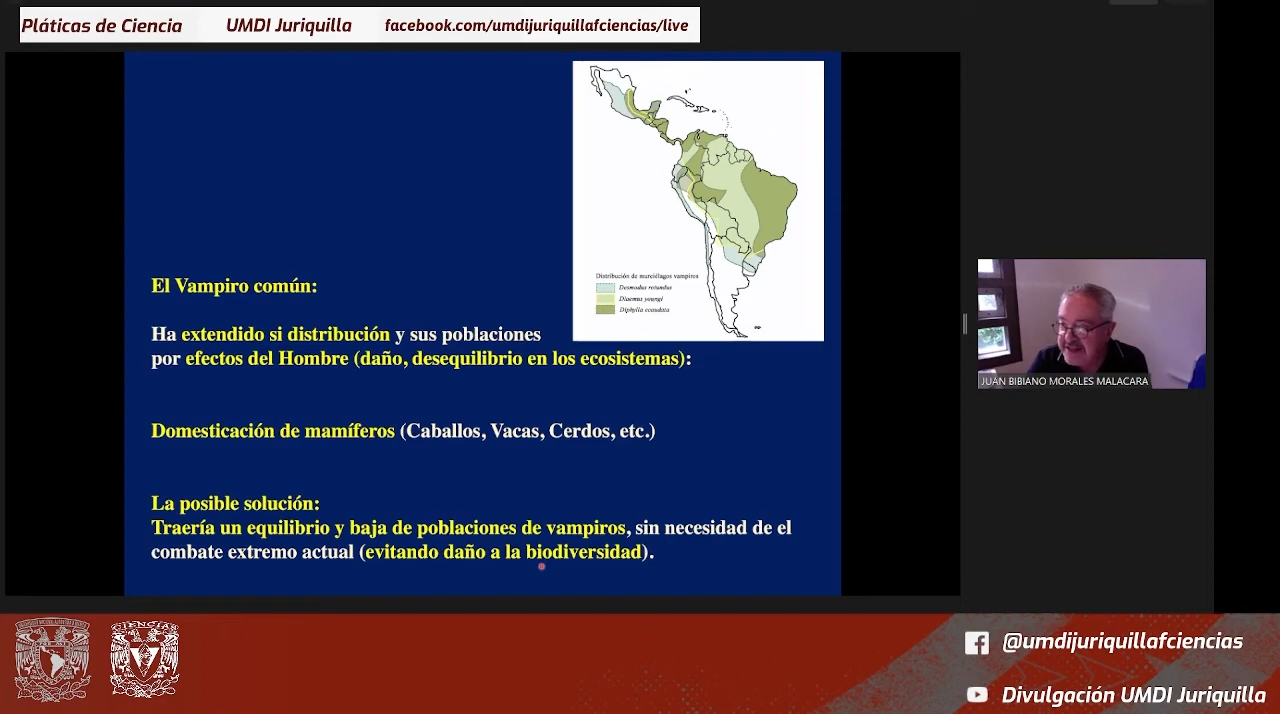 Pláticas de Ciencia UMDI Juriquilla facebook.com/umdijuriquillafciencias/live
Distribución de murciélagos vampiros
Desmodus rotundus
Diaemus youngi
Diphylla ecaudata
El Vampiro común:
Ha extendido si distribución y sus poblaciones
por efectos del Hombre (daño, desequilibrio en los ecosistemas):
Domesticación de mamíferos (Caballos, Vacas, Cerdos, etc.)
La posible solución:
Traería un equilibrio y baja de poblaciones de vampiros, sin necesidad de el
combate extremo actual (evitando daño a la biodiversidad).
JUAN BIBIANO MORALES MALACARA
CIENCIAS
@umdijuriquillafciencias
Divulgación UMDI Juriquilla